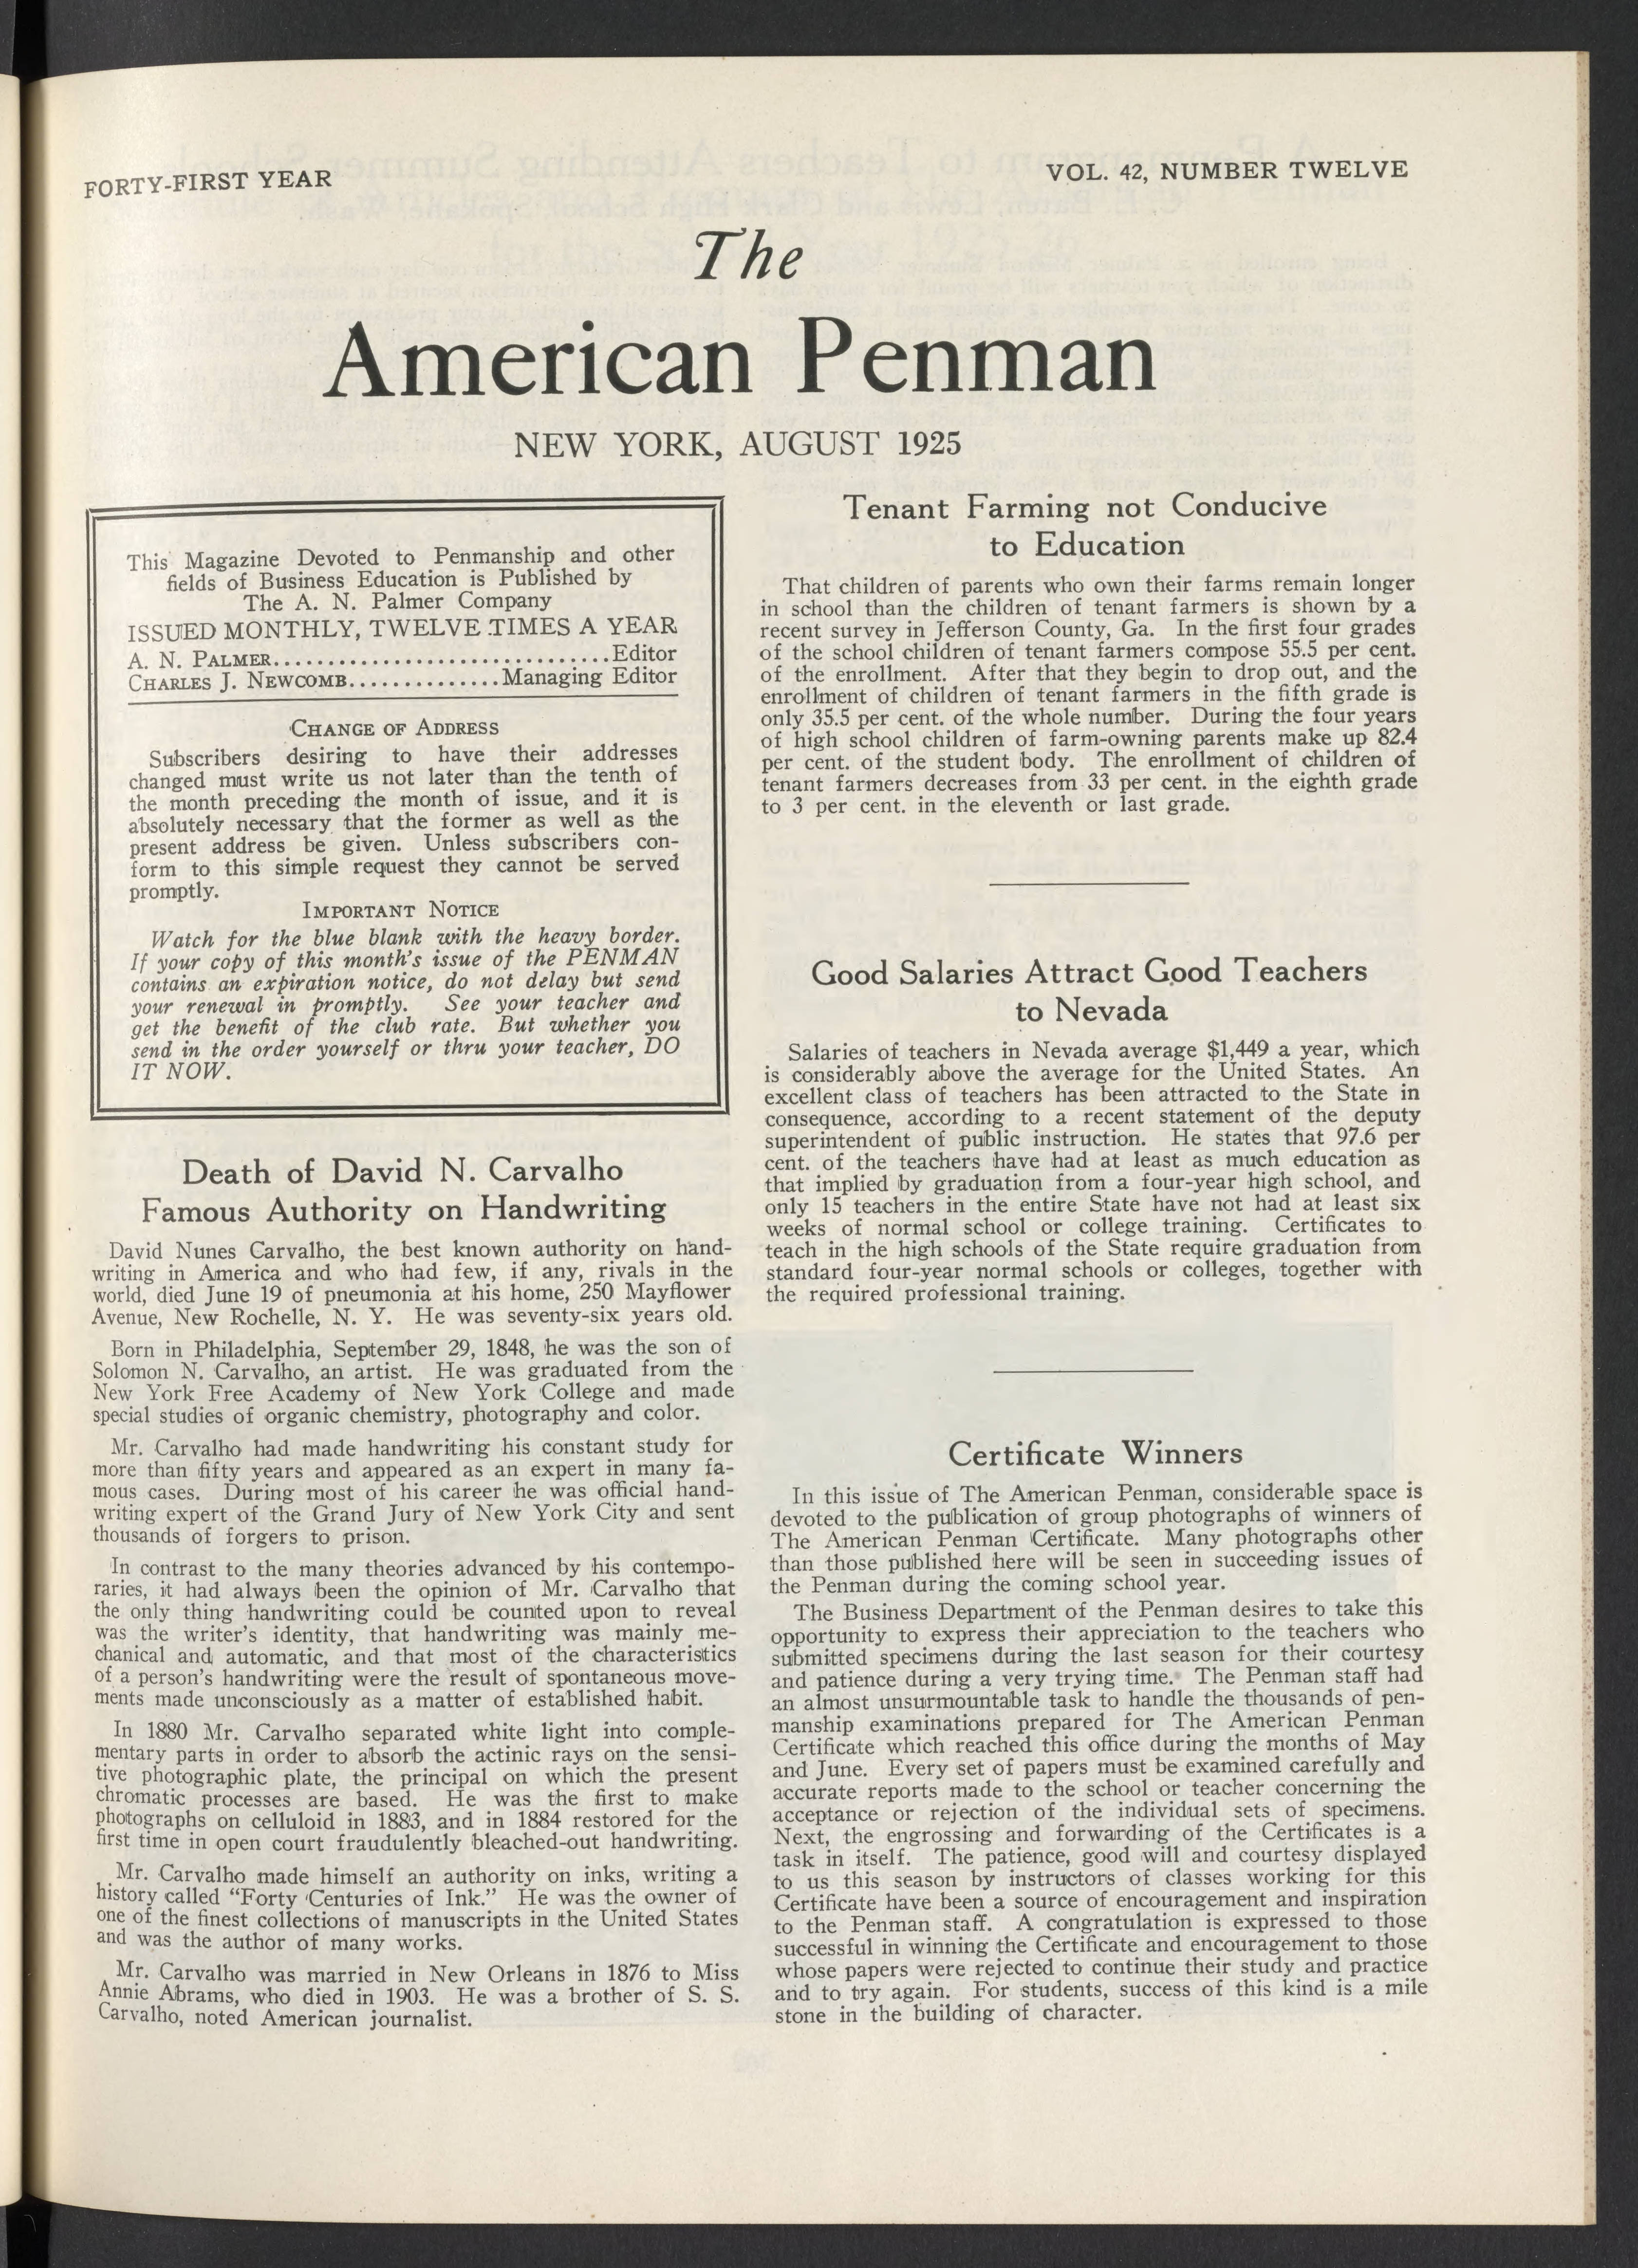 FORTY-FIRST YEAR
VOL. 42, NUMBER TWELVE
The
American Penman
NEW YORK, AUGUST 1925
This Magazine Devoted to Penmanship and other
fields of Business Education is Published by
The A. N. Palmer Company
ISSUED MONTHLY, TWELVE TIMES A YEAR
A. N. PALMER...............................Editor
CHARLES J. NEWCOMB..............Managing Editor
CHANGE OF ADDRESS
Subscribers desiring to have their addresses
changed must write us not later than the tenth of
the month preceding the month of issue, and it is
absolutely necessary that the former as well as the
present address be given. Unless subscribers con-
form to this simple request they cannot be served
promptly.
IMPORTANT NOTICE
Watch for the blue blank with the heavy border.
If your copy of this month's issue of the PENMAN
contains an expiration notice, do not delay but send
your renewal in promptly. See your teacher and
get the benefit of the club rate. But whether you
send in the order yourself or thru your teacher, DO
IT NOW.
Death of David N. Carvalho
Famous Authority on Handwriting
David Nunes Carvalho, the best known authority on hand-
writing in America and who had few, if any, rivals in the
world, died June 19 of pneumonia at his home, 250 Mayflower
Avenue, New Rochelle, N. Y. He was seventy-six years old.
Born in Philadelphia, September 29, 1848, he was the son of
Solomon N. Carvalho, an artist. He was graduated from the
New York Free Academy of New York College and made
special studies of organic chemistry, photography and color.
Mr. Carvalho had made handwriting his constant study for
more than fifty years and appeared as an expert in many fa-
mous cases. During most of his career he was official hand-
writing expert of the Grand Jury of New York City and sent
thousands of forgers to prison.
In contrast to the many theories advanced by his contempo-
raries, it had always been the opinion of Mr. Carvalho that
the only thing handwriting could be counted upon to reveal
was the writer's identity, that handwriting was mainly me-
chanical and automatic, and that most of the characteristics
of a person's handwriting were the result of spontaneous move-
ments made unconsciously as a matter of established habit.
In 1880 Mr. Carvalho separated white light into comple-
mentary parts in order to absorb the actinic rays on the sensi-
tive photographic plate, the principal on which the present
chromatic processes are based. He was the first to make
photographs on celluloid in 1883, and in 1884 restored for the
first time in open court fraudulently bleached-out handwriting.
Mr. Carvalho made himself an authority on inks, writing a
history called "Forty Centuries of Ink." He was the owner of
one of the finest collections of manuscripts in the United States
and was the author of many works.
Mr. Carvalho was married in New Orleans in 1876 to Miss
Annie Abrams, who died in 1903. He was a brother of S. S.
Carvalho, noted American journalist.
Tenant Farming not Conducive
to Education
That children of parents who own their farms remain longer
in school than the children of tenant farmers is shown by a
recent survey in Jefferson County, Ga. In the first four grades
of the school children of tenant farmers compose 55.5 per cent.
of the enrollment. After that they begin to drop out, and the
enrollment of children of tenant farmers in the fifth grade is
only 35.5 per cent. of the whole number. During the four years
of high school children of farm-owning parents make up 82.4
per cent. of the student body. The enrollment of children of
tenant farmers decreases from 33 per cent. in the eighth grade
to 3 per cent. in the eleventh or last grade.
Good Salaries Attract Good Teachers
to Nevada
Salaries of teachers in Nevada average $1,449 a year, which
is considerably above the average for the United States. An
excellent class of teachers has been attracted to the State in
consequence, according to a recent statement of the deputy
superintendent of public instruction. He states that 97.6 per
cent. of the teachers have had at least as much education as
that implied by graduation from a four-year high school, and
only 15 teachers in the entire State have not had at least six
weeks of normal school or college training. Certificates to
teach in the high schools of the State require graduation from
standard four-year normal schools or colleges, together with
the required professional training.
Certificate Winners
In this issue of The American Penman, considerable space is
devoted to the publication of group photographs of winners of
The American Penman Certificate. Many photographs other
than those published here will be seen in succeeding issues of
the Penman during the coming school year.
The Business Department of the Penman desires to take this
opportunity to express their appreciation to the teachers who
submitted specimens during the last season for their courtesy
and patience during a very trying time. The Penman staff had
an almost unsurmountable task to handle the thousands of pen-
manship examinations prepared for The American Penman
Certificate which reached this office during the months of May
and June. Every set of papers must be examined carefully and
accurate reports made to the school or teacher concerning the
acceptance or rejection of the individual sets of specimens.
Next, the engrossing and forwarding of the Certificates is a
task in itself. The patience, good will and courtesy displayed
to us this season by instructors of classes working for this
Certificate have been a source of encouragement and inspiration
to the Penman staff. A congratulation is expressed to those
successful in winning the Certificate and encouragement to those
whose papers were rejected to continue their study and practice
and to try again. For students, success of this kind is a mile
stone in the building of character.